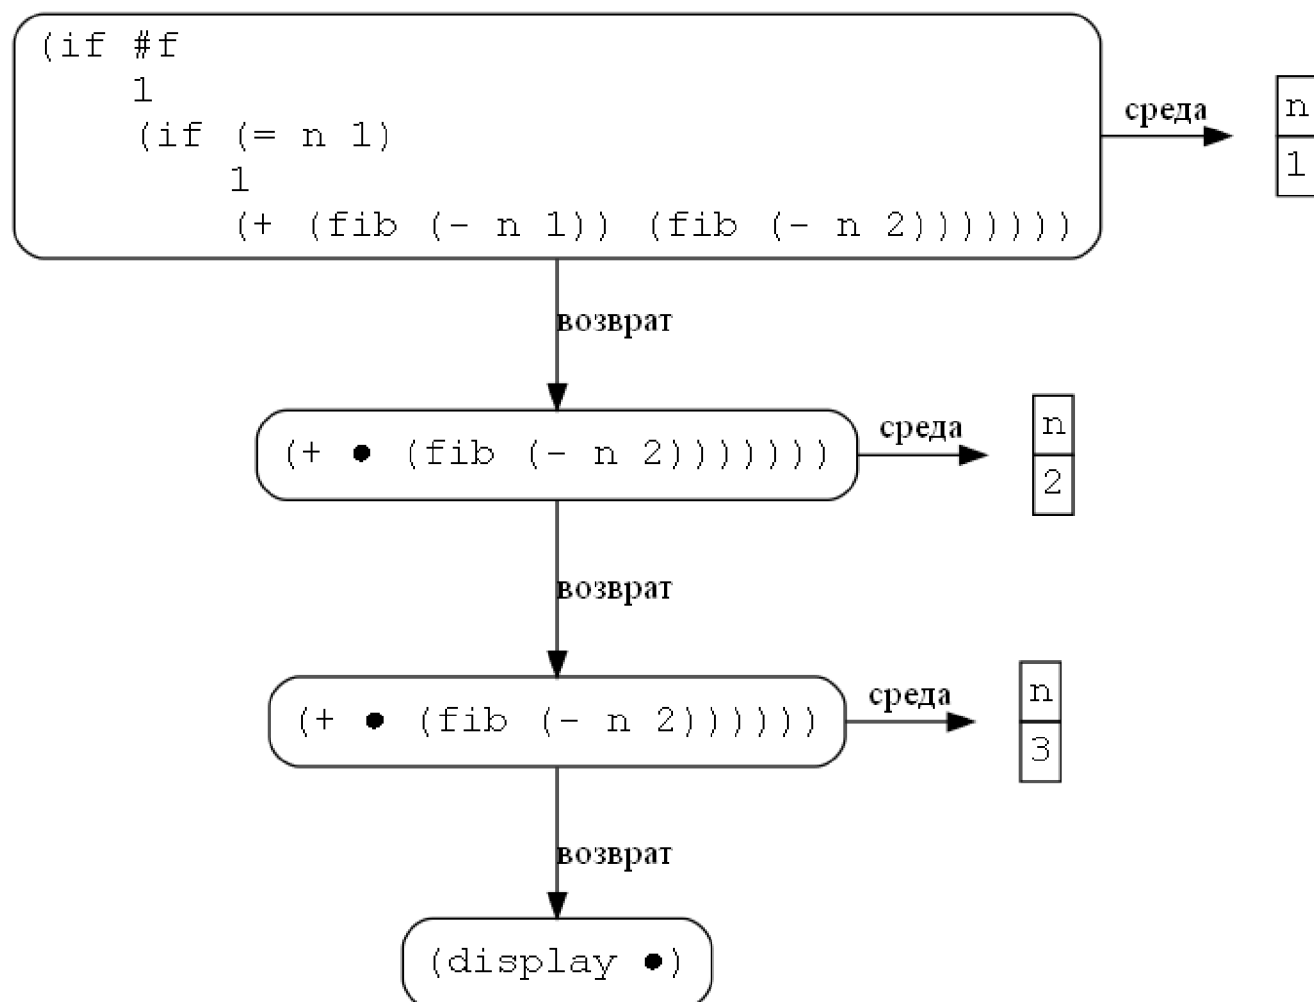 (if #f
1
(if (= n 1)
1
(+ (fib (- n 1)) (fib (- n 2)))))))
среда
n
1
возврат
(+ ● (fib (- n 2)))))))
среда
n
2
возврат
(+ ● (fib (- n 2))))))
среда
n
3
возврат
(display ●)